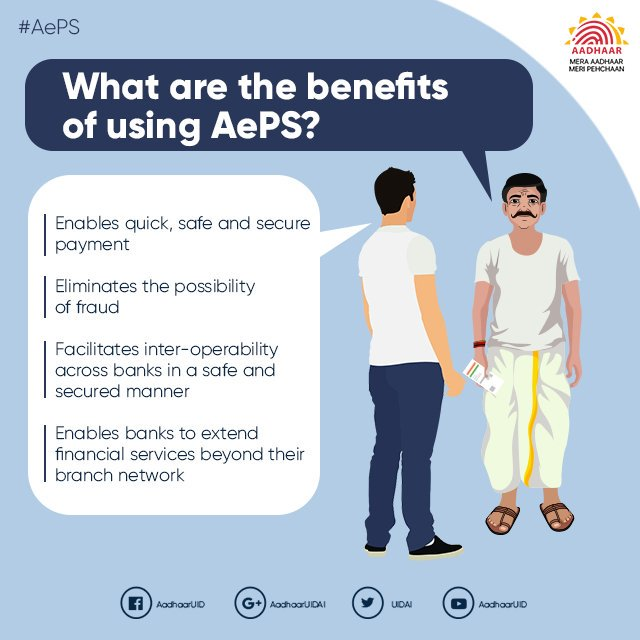 #AePS
AADHAAR
MERA AADHAAR
MERI PEHCHAAN
What are the benefits
of using AePS?
Enables quick, safe and secure
payment
Eliminates the possibility
of fraud
Facilitates inter-operability
across banks in a safe and
secured manner
Enables banks to extend
financial services beyond their
branch network
AadhaarUID
G+ AadhaarUIDAI
UIDAI
AadhaarUID